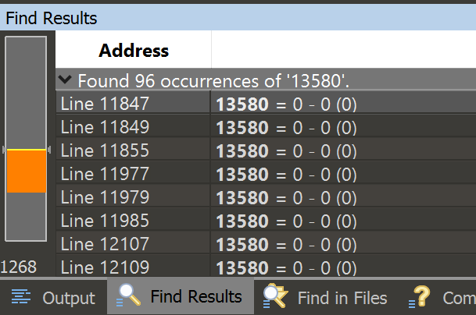 Find Results
Address
Found 96 occurrences of '13580'.
Line 11847 13580 = 0 - 0 (0)
Line 11849 13580 = 0 - 0 (0)
Line 11855 13580 = 0 - 0 (0)
Line 11977 13580 = 0 - 0 (0)
Line 11979 13580 = 0 - 0 (0)
Line 11985 13580 = 0 - 0 (0)
Line 12107 13580 = 0 - 0 (0)
Line 12109 13580 = 0 - 0 (0)
1268
Output Find Results Find in Files Com